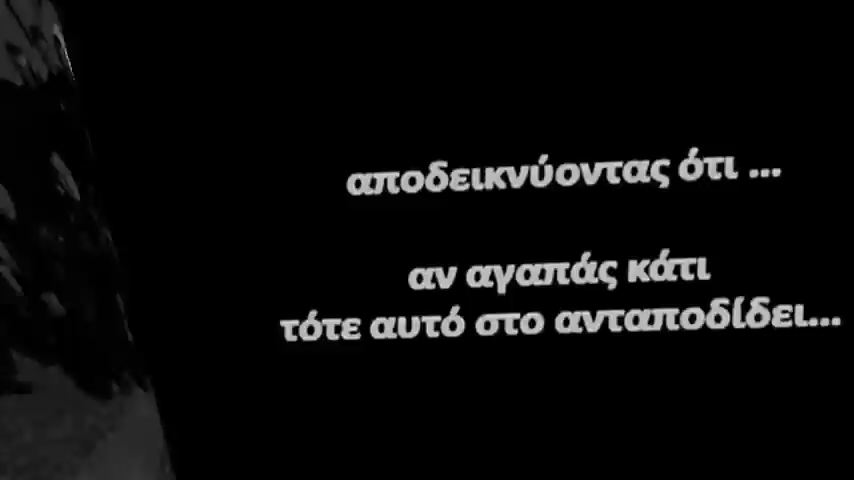 αποδεικνύοντας ότι ...
αν αγαπάς κάτι
τότε αυτό στο ανταποδίδει...